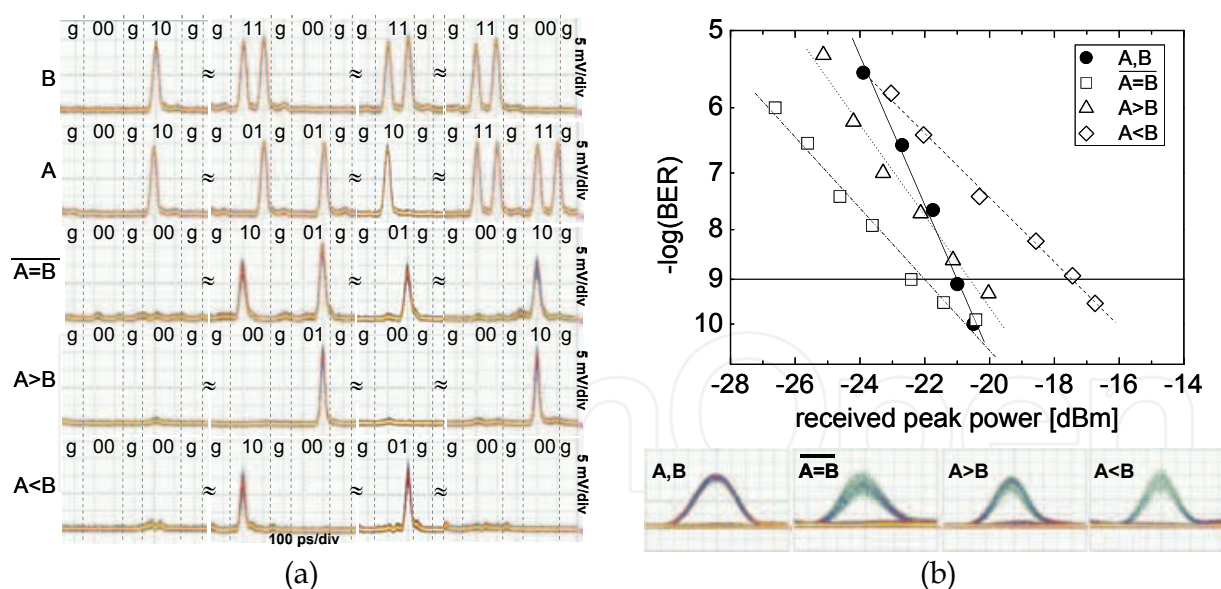 g 00 g 10 g g 11 g 00 g g 11 g g 11 g 00 g
B ≈ ≈ ≈ 5 mV/div
g 00 g 10 g g 01 g 01 g g 10 g g 11 g 11 g
A ≈ ≈ ≈ 5 mV/div
g 00 g 00 g g 10 g 01 g g 01 g g 00 g 10 g
A=B ≈ ≈ ≈ 5 mV/div
g 00 g 00 g g 00 g 01 g g 00 g g 00 g 10 g
A>B ≈ ≈ ≈ 5 mV/div
g 00 g 00 g g 10 g 00 g g 01 g g 00 g 00 g
A<B ≈ ≈ ≈ 5 mV/div
100 ps/div
(a)
5
6
7
8
9
10
-log(BER)
A,B
A=B
A>B
A<B
-28 -26 -24 -22 -20 -18 -16 -14
received peak power [dBm]
A,B A=B A>B A<B
(b)